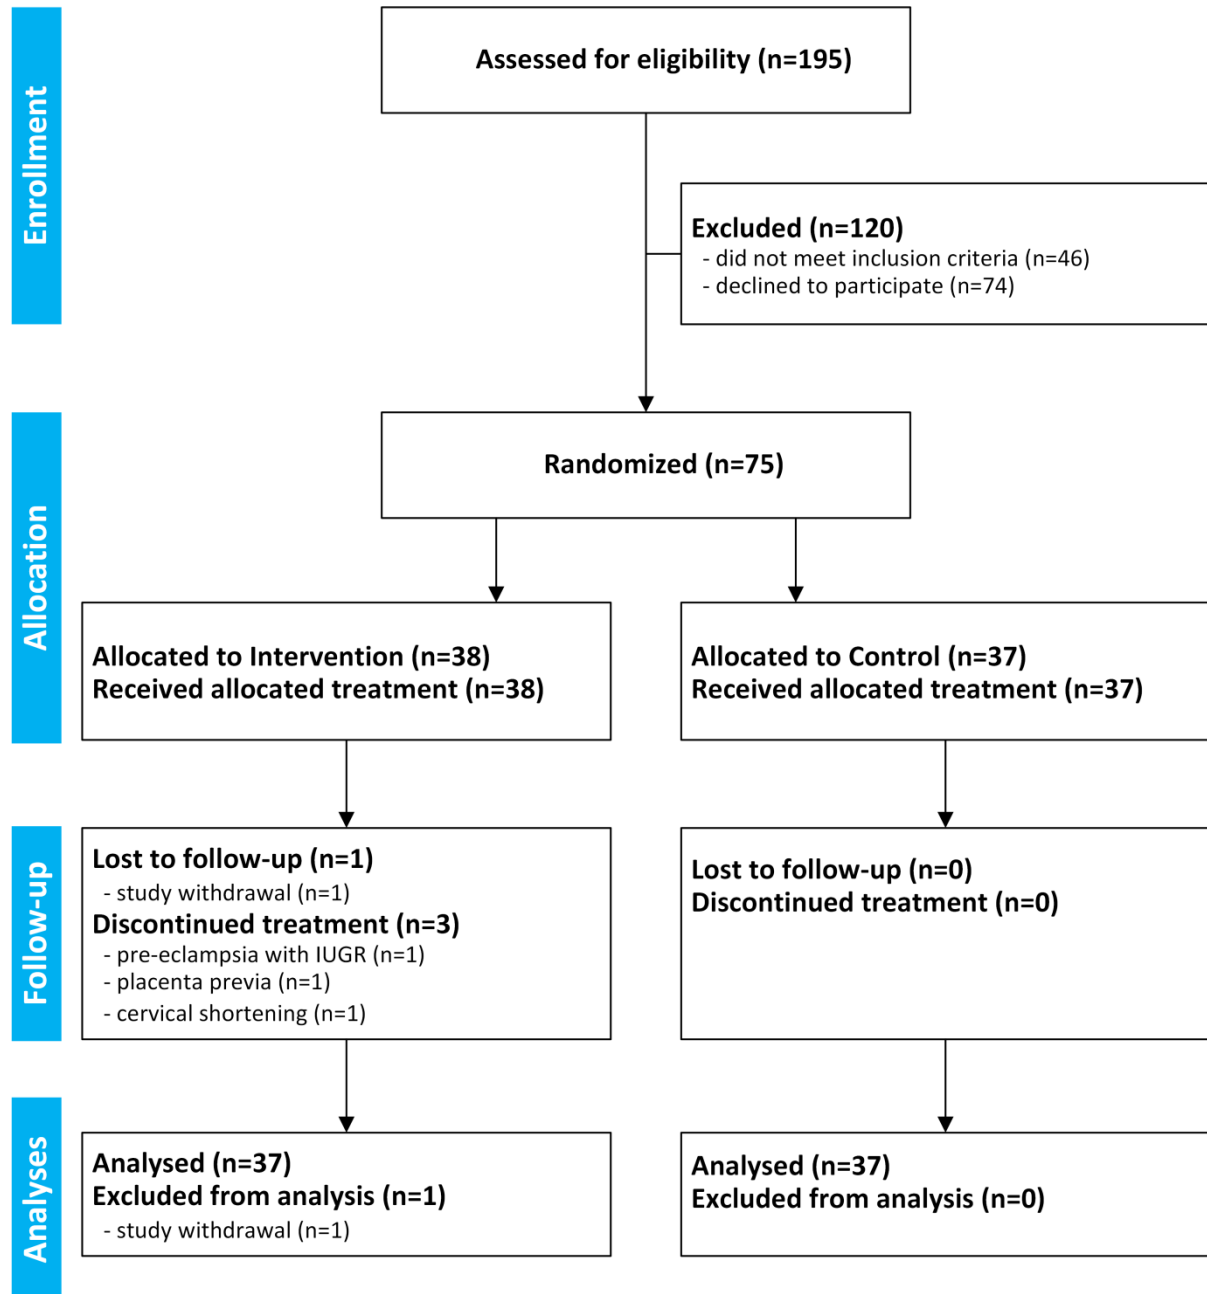 Enrollment
Assessed for eligibility (n=195)
Excluded (n=120)
- did not meet inclusion criteria (n=46)
- declined to participate (n=74)
Allocation
Randomized (n=75)
Allocated to Intervention (n=38)
Received allocated treatment (n=38)
Allocated to Control (n=37)
Received allocated treatment (n=37)
Follow-up
Lost to follow-up (n=1)
- study withdrawal (n=1)
Discontinued treatment (n=3)
- pre-eclampsia with IUGR (n=1)
- placenta previa (n=1)
- cervical shortening (n=1)
Lost to follow-up (n=0)
Discontinued treatment (n=0)
Analyses
Analysed (n=37)
Excluded from analysis (n=1)
- study withdrawal (n=1)
Analysed (n=37)
Excluded from analysis (n=0)